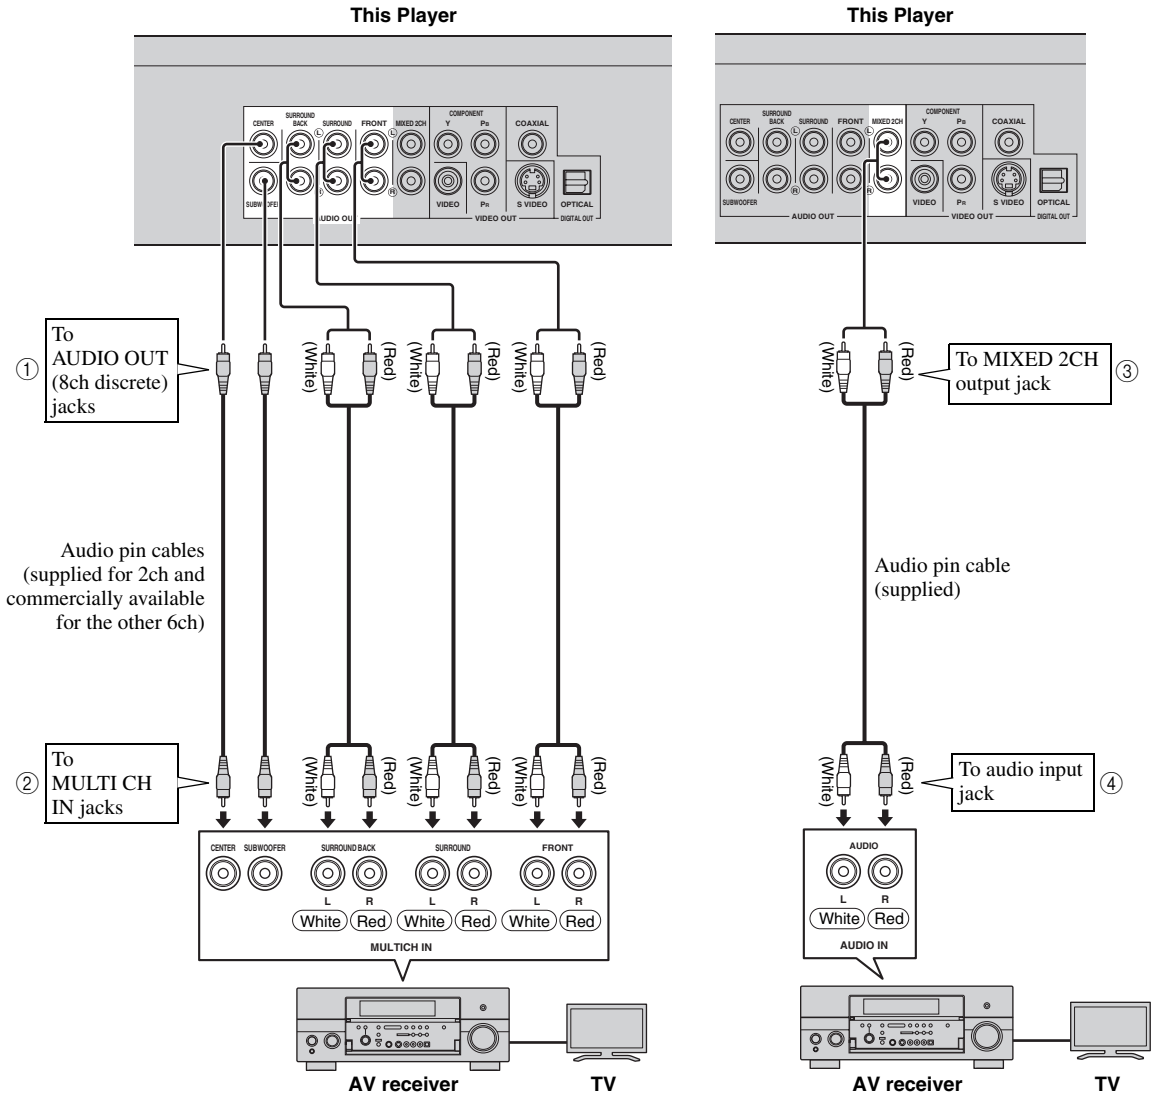 This Player
CENTER
SURROUND
BACK
L
SURROUND
FRONT
L
MIXED 2CH
COMPONENT
Y
PB
COAXIAL
SUBWOOFER
R
R
AUDIO OUT
VIDEO
PR
VIDEO OUT
S VIDEO
OPTICAL
DIGITAL OUT
① To
AUDIO OUT
(8ch discrete)
jacks
(White)
(Red)
(White)
(Red)
(White)
(Red)
Audio pin cables
(supplied for 2ch and
commercially available
for the other 6ch)
② To
MULTI CH
IN jacks
(White)
(Red)
(White)
(Red)
(White)
(Red)
CENTER
SUBWOOFER
SURROUND BACK
SURROUND
FRONT
L
R
L
R
L
R
White
Red
White
Red
White
Red
MULTICH IN
AV receiver
TV
This Player
CENTER
SURROUND
BACK
L
SURROUND
FRONT
L
MIXED 2CH
COMPONENT
Y
PB
COAXIAL
SUBWOOFER
R
R
AUDIO OUT
VIDEO
PR
VIDEO OUT
S VIDEO
OPTICAL
DIGITAL OUT
(White)
(Red)
To MIXED 2CH
output jack
③
Audio pin cable
(supplied)
(White)
(Red)
To audio input
jack
④
AUDIO
L
R
White
Red
AUDIO IN
AV receiver
TV